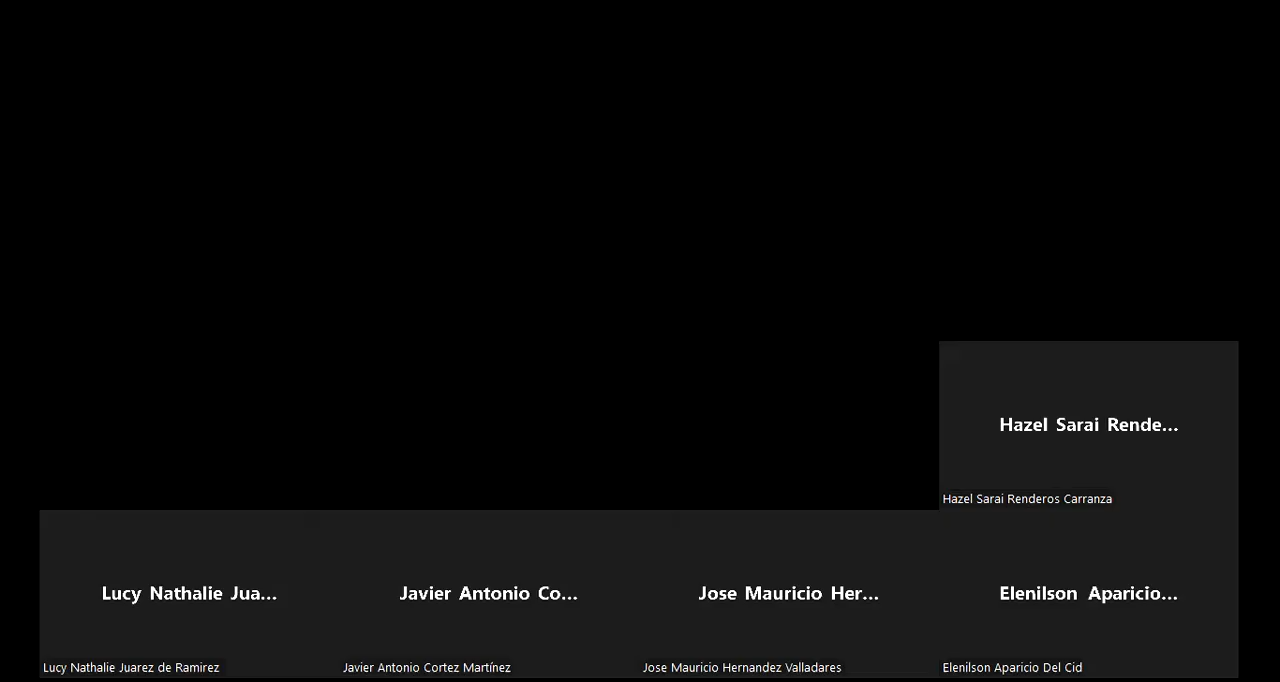 Hazel Sarai Rende...
Hazel Sarai Renderos Carranza
Lucy Nathalie Jua...
Javier Antonio Co...
Jose Mauricio Her...
Elenilson Aparicio...
Lucy Nathalie Juarez de Ramirez
Javier Antonio Cortez Martínez
Jose Mauricio Hernandez Valladares
Elenilson Aparicio Del Cid